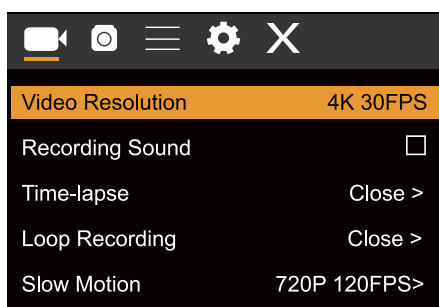 Video Resolution 4K 30FPS
Recording Sound
Time-lapse Close >
Loop Recording Close >
Slow Motion 720P 120FPS>